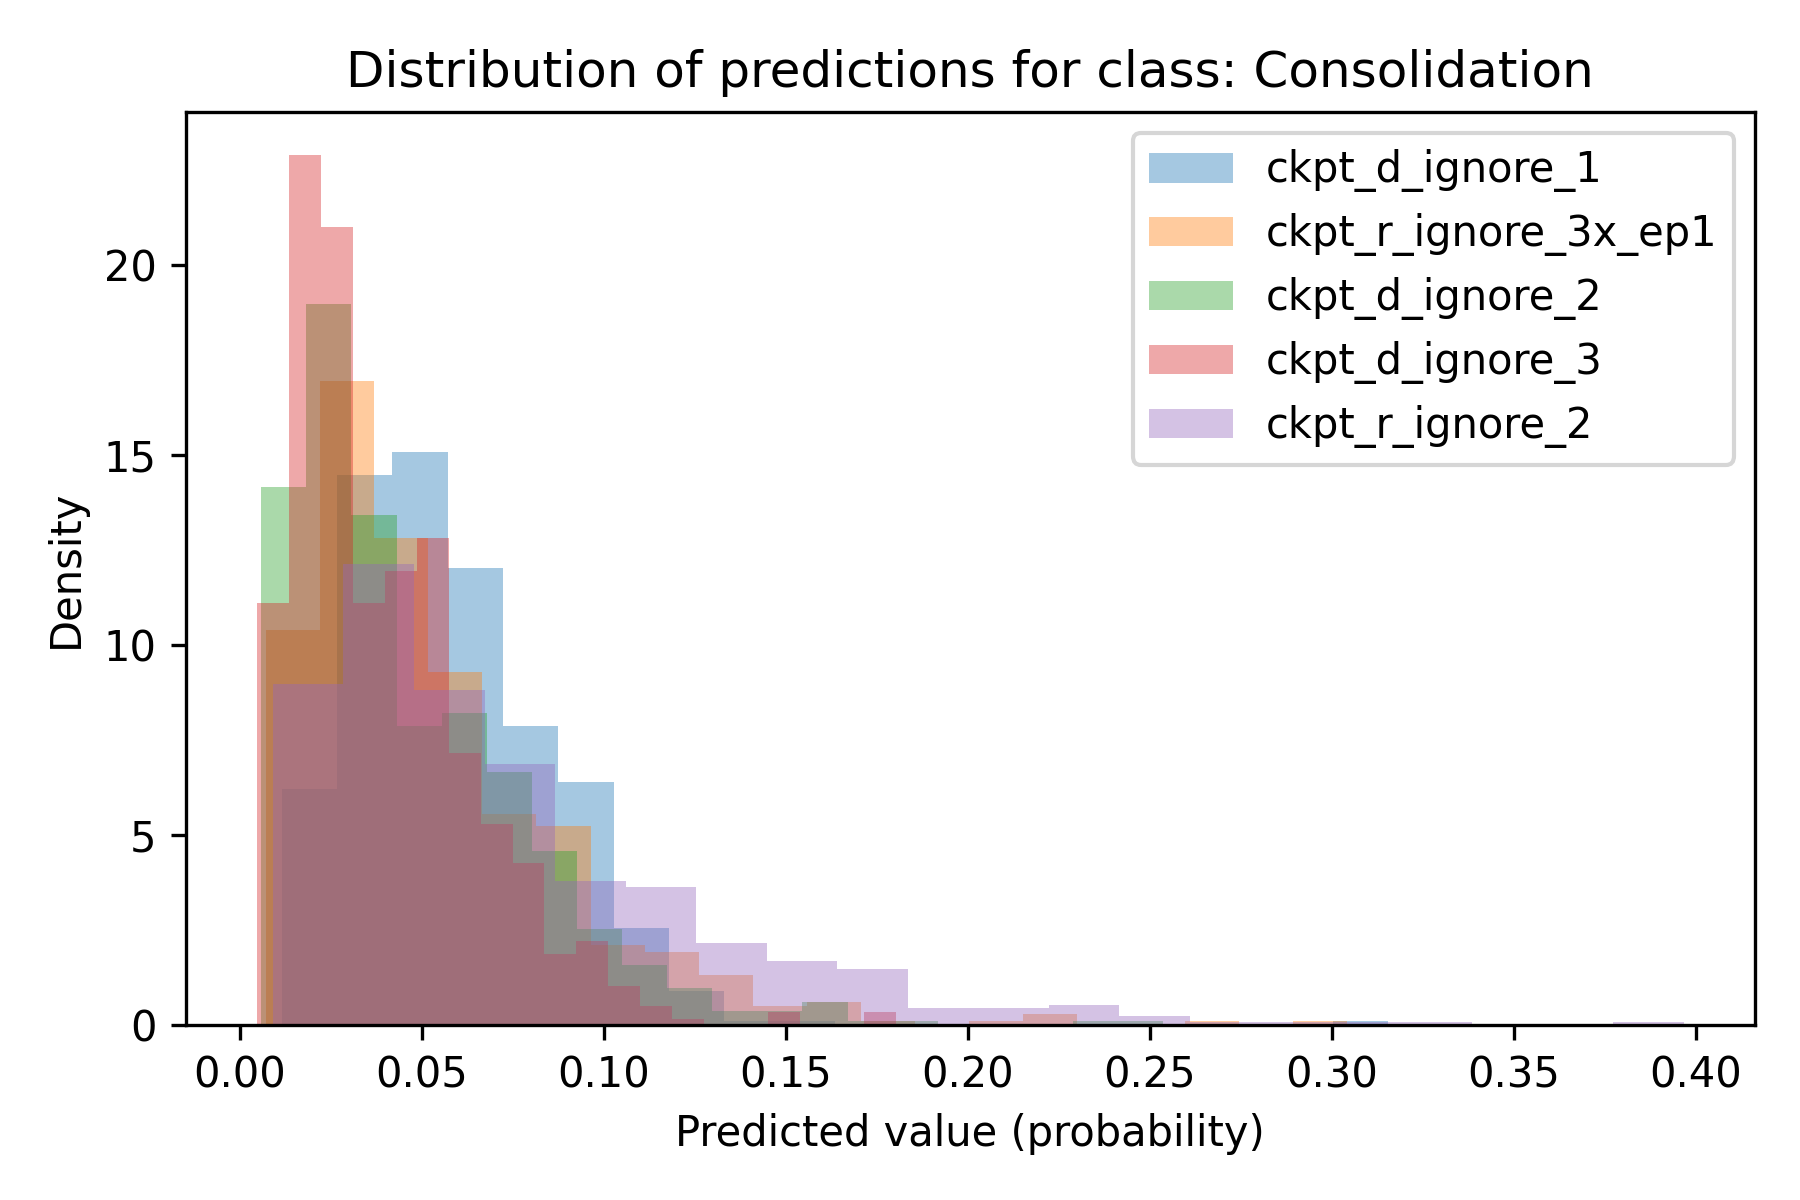 Distribution of predictions for class: Consolidation
ckpt_d_ignore_1
ckpt_r_ignore_3x_ep1
ckpt_d_ignore_2
ckpt_d_ignore_3
ckpt_r_ignore_2
Density
20
15
10
5
0
0.00 0.05 0.10 0.15 0.20 0.25 0.30 0.35 0.40
Predicted value (probability)